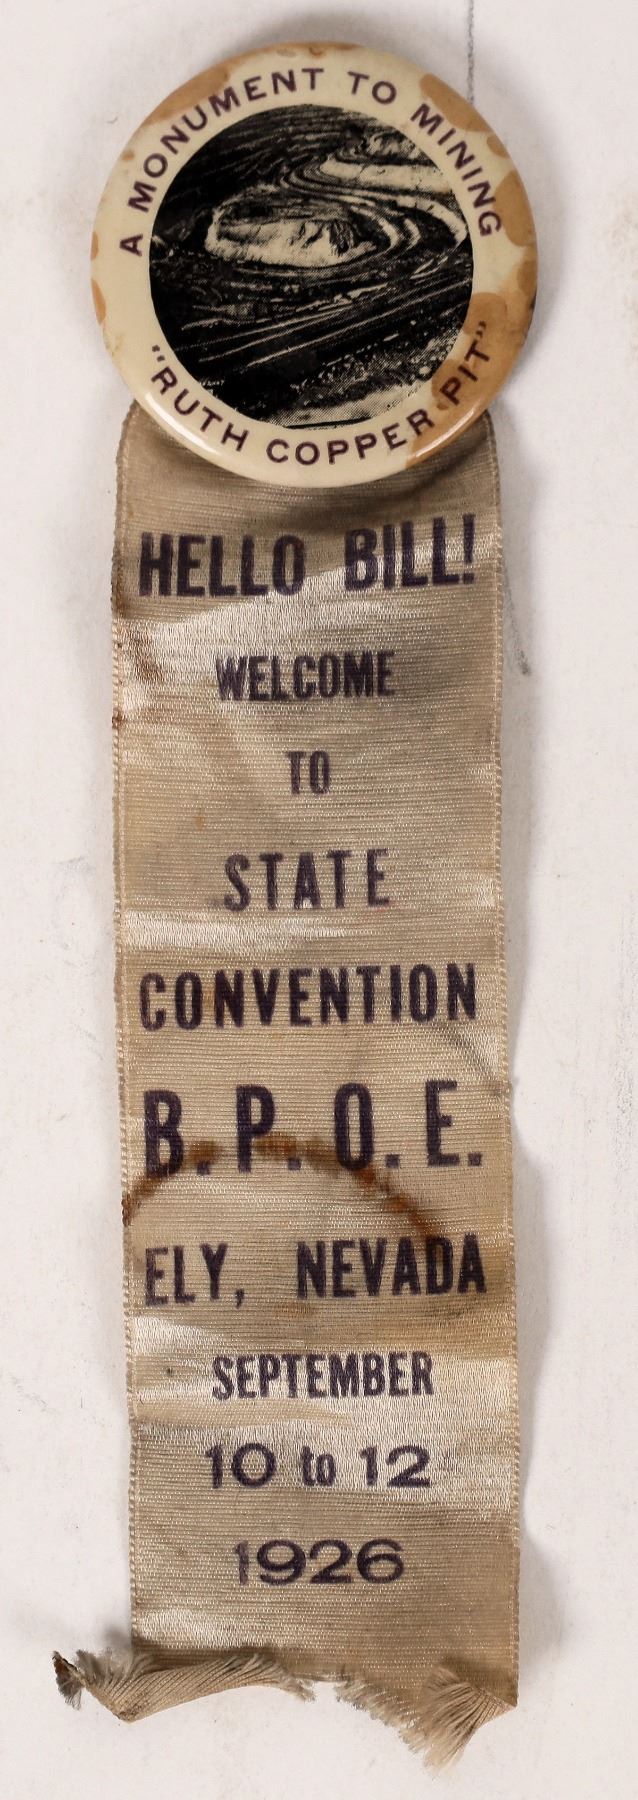 A MONUMENT TO MINING
"RUTH COPPER PIT"
HELLO BILL!
WELCOME
TO
STATE
CONVENTION
B.P.O.E.
ELY, NEVADA
SEPTEMBER
10 to 12
1926